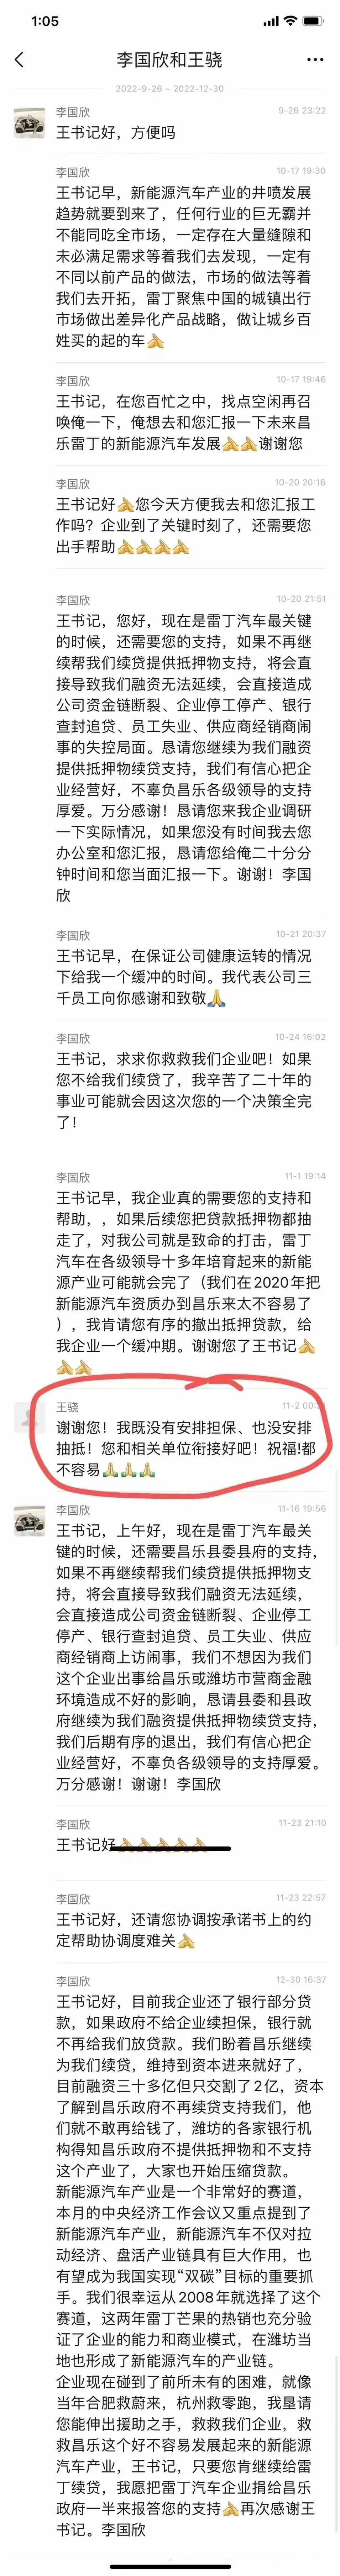 1:05
李国欣和王骁
2022-9-26 ~ 2022-12-30
李国欣
9-26 23:22
王书记好，方便吗
李国欣
10-17 19:30
王书记早，新能源汽车产业的井喷发展
趋势就要到来了，任何行业的巨无霸并
不能同吃全市场，一定存在大量缝隙和
未必满足需求等着我们去发现，一定有
不同以前产品的做法，市场的做法等着
我们去开拓，雷丁聚焦中国的城镇出行
市场做出差异化产品战略，做让城乡百
姓买的起的车🙏
李国欣
10-17 19:46
王书记，在您百忙之中，找点空闲再召
唤俺一下，俺想去和您汇报一下未来昌
乐雷丁的新能源汽车发展🙏🙏谢谢您
李国欣
10-20 20:16
王书记好🙏您今天方便我去和您汇报工
作吗？企业到了关键时刻了，还需要您
出手帮助🙏🙏🙏🙏
李国欣
10-20 21:51
王书记，您好，现在是雷丁汽车最关键
的时候，还需要您的支持，如果不再继
续帮我们续贷提供抵押物支持，将会直
接导致我们融资无法延续，会直接造成
公司资金链断裂、企业停工停产、银行
查封追贷、员工失业、供应商经销商闹
事的失控局面。恳请您继续为我们融资
提供抵押物续贷支持，我们有信心把企
业经营好，不辜负昌乐各级领导的支持
厚爱。万分感谢！恳请您来我企业调研
一下实际情况，如果您没有时间我去您
办公室和您汇报，恳请您给俺二十分分
钟时间和您当面汇报一下。谢谢！李国
欣
李国欣
10-21 20:37
王书记早，在保证公司健康运转的情况
下给我一个缓冲的时间。我代表公司三
千员工向你感谢和致敬🙏
李国欣
10-24 16:02
王书记，求求你救救我们企业吧！如果
您不给我们续贷了，我辛苦了二十年的
事业可能就会因这次您的一个决策全完
了！
李国欣
11-1 19:14
王书记早，我企业真的需要您的支持和
帮助，，如果后续您把贷款抵押物都抽
走了，对我公司就是致命的打击，雷丁
汽车在各级领导十多年培育起来的新能
源产业可能就会完了（我们在2020年把
新能源汽车资质办到昌乐来太不容易了
），我肯请您有序的撤出抵押贷款，给
我企业一个缓冲期。谢谢您了王书记🙏
🙏🙏
王骁
11-2 00:
谢谢您！我既没有安排担保、也没安排
抽抵！您和相关单位衔接好吧！祝福！都
不容易🙏🙏🙏
李国欣
11-16 19:56
王书记，上午好，现在是雷丁汽车最关
键的时候，还需要昌乐县委县府的支持，
如果不再继续帮我们续贷提供抵押物支
持，将会直接导致我们融资无法延续，
会直接造成公司资金链断裂、企业停工
停产、银行查封追贷、员工失业、供应
商经销商上访闹事，我们不想因为我们
这个企业出事给昌乐或潍坊市营商金融
环境造成不好的影响，恳请县委和县政
府继续为我们融资提供抵押物续贷支持，
我们后期有序的退出，我们有信心把企
业经营好，不辜负各级领导的支持厚爱。
万分感谢！谢谢！李国欣
李国欣
11-23 21:10
王书记好🙏🙏🙏🙏🙏
李国欣
11-23 22:57
王书记好，还请您协调按承诺书上的约
定帮助协调度难关🙏
李国欣
12-30 16:37
王书记好，目前我企业还了银行部分贷
款，如果政府不给企业续担保，银行就
不再给我们放贷款。我们盼着昌乐继续
为我们续贷，维持到资本进来就好了，
目前融资三十多亿但只交割了2亿，资本
了解到昌乐政府不再续贷支持我们，他
们就不敢再给钱了，潍坊的各家银行机
构得知昌乐政府不提供抵押物和不支持
这个产业了，大家也开始压缩贷款。
新能源汽车产业是一个非常好的赛道，
本月的中央经济工作会议又重点提到了
新能源汽车产业，新能源汽车不仅对拉
动经济、盘活产业链具有巨大作用，也
有望成为我国实现“双碳”目标的重要抓
手。我们很幸运从2008年就选择了这个
赛道，这两年雷丁芒果的热销也充分验
证了企业的能力和商业模式，在潍坊当
地也形成了新能源汽车的产业链。
企业现在碰到了前所未有的困难，就像
当年合肥救蔚来，杭州救零跑，我恳请
您能伸出援助之手，救救我们企业，救
救昌乐这个好不容易发展起来的新能源
汽车产业，王书记，只要您肯继续给雷
丁续贷，我愿把雷丁汽车企业捐给昌乐
政府一半来报答您的支持🙏再次感谢王
书记。李国欣